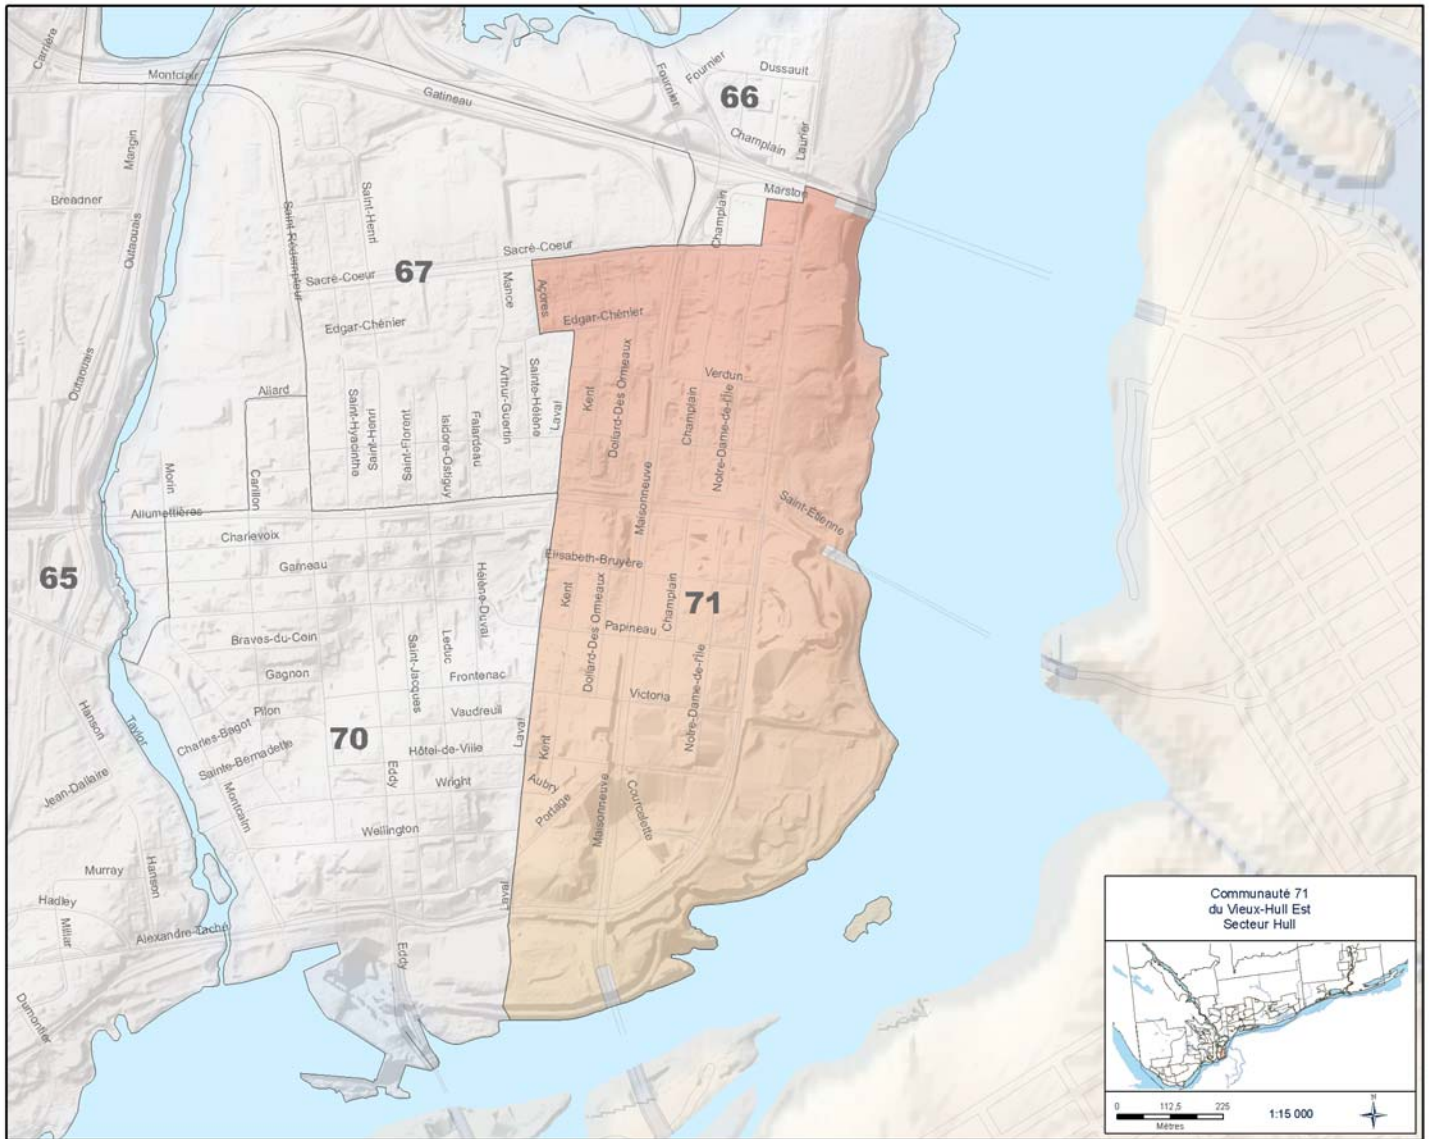 Carrière
Montclair
Gatineau
Fournier
Fournier
Dussault
66
Champlain
Laurier
Mangin
Breadner
Outaouais
Saint-Rédempteur
Saint-Henri
Marston
Champlain
Sacré-Coeur
Sacré-Coeur
67
Mance
Açores
Edgar-Chénier
Edgar-Chénier
Outaouais
Allard
Saint-Hyacinthe
Saint-Henri
Saint-Florent
Isidore-Ostiguy
Falardeau
Arthur-Guertin
Sainte-Hélène
Laval
Kent
Dollard-Des Ormeaux
Verdun
Champlain
Notre-Dame-de-l'Île
Morin
Carillon
Maisonneuve
Saint-Étienne
Allumettières
Charlevoix
Garneau
Hélène-Duval
Élisabeth-Bruyère
65
Kent
Dollard-Des Ormeaux
Champlain
71
Papineau
Braves-du-Coin
Saint-Jacques
Leduc
Gagnon
Frontenac
Victoria
Notre-Dame-de-l'Île
Hanson
Taylor
Pilon
Vaudreuil
Laval
Charles-Bagot
70
Kent
Sainte-Bernadette
Hôtel-de-Ville
Jean-Dallaire
Montcalm
Eddy
Wright
Aubry
Portage
Maisonneuve
Courcelette
Wellington
Murray
Hanson
Hadley
Millar
Laval
Alexandre-Taché
Eddy
Dumontier
Communauté 71
du Vieux-Hull Est
Secteur Hull
0 112,5 225
Mètres
1:15 000
N